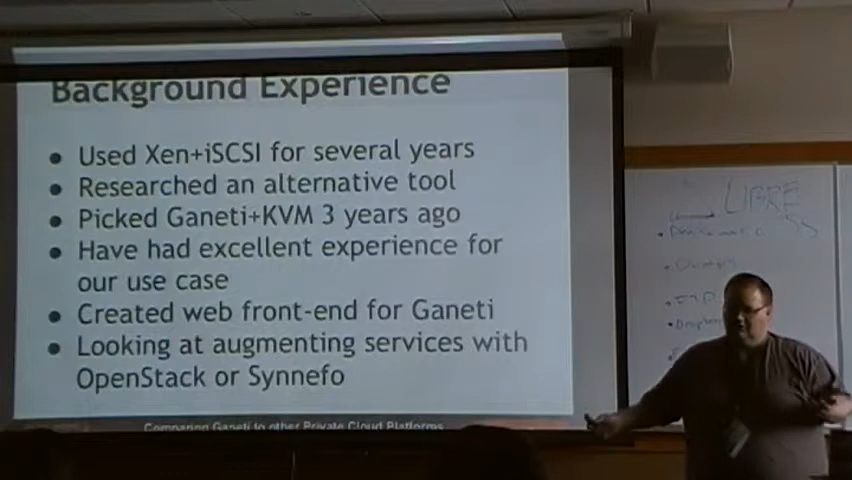 Background Experience
● Used Xen+iSCSI for several years
● Researched an alternative tool
● Picked Ganeti+KVM 3 years ago
● Have had excellent experience for
our use case
● Created web front-end for Ganeti
● Looking at augmenting services with
OpenStack or Synnefo
Comparing Ganeti to other Private Cloud Platforms
LIBRE